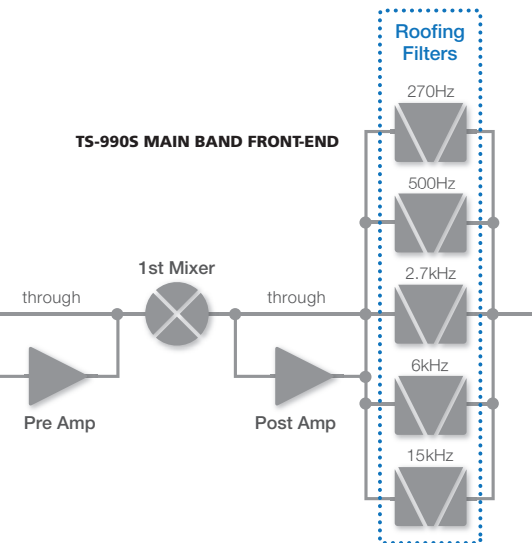 Roofing
Filters
270Hz
TS-990S MAIN BAND FRONT-END
500Hz
1st Mixer
2.7kHz
through
through
6kHz
Pre Amp
Post Amp
15kHz